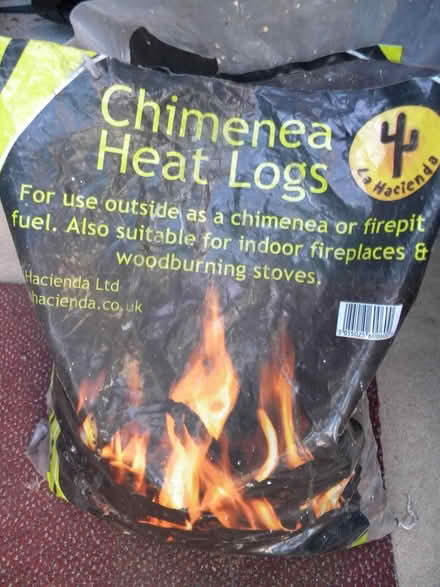 Chimenea
Heat Logs
La Hacienda
For use outside as a chimenea or firepit
fuel. Also suitable for indoor fireplaces &
woodburning stoves.
Hacienda Ltd
hacienda.co.uk